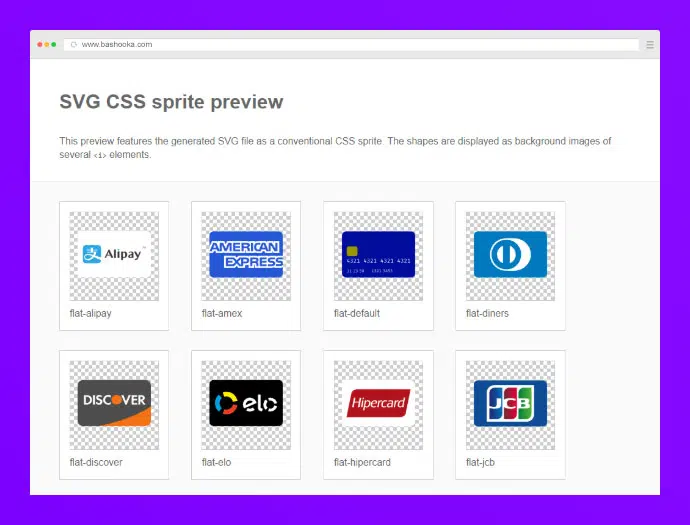 www.bashooka.com
SVG CSS sprite preview
This preview features the generated SVG file as a conventional CSS sprite. The shapes are displayed as background images of
several <i> elements.
支 Alipay™
AMERICAN
EXPRESS
4321 4321 4321 4321
flat-alipay
flat-amex
flat-default
flat-diners
DISCOVER
elo
Hipercard
JCB
flat-discover
flat-elo
flat-hipercard
flat-jcb